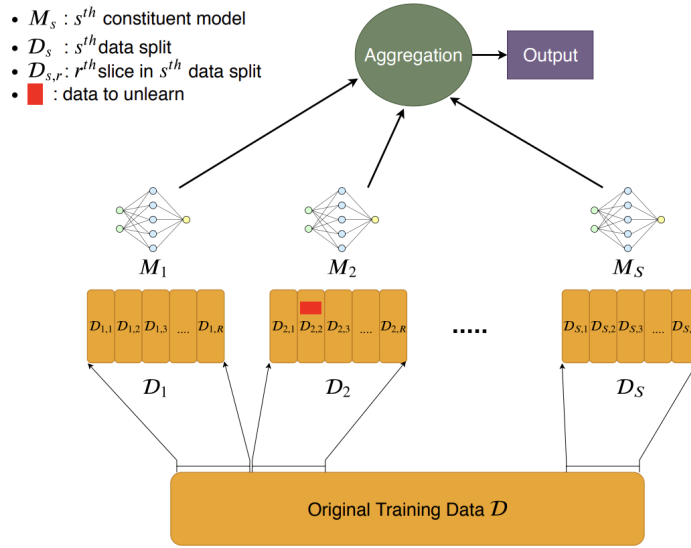 • M_s : s^th constituent model
• 𝒟_s : s^th data split
• 𝒟_s,r : r^th slice in s^th data split
• : data to unlearn
Aggregation
Output
M_1
M_2
M_S
𝒟_1,1 𝒟_1,2 𝒟_1,3 .... 𝒟_1,R
𝒟_2,1 𝒟_2,2 𝒟_2,3 .... 𝒟_2,R
.....
𝒟_S,1 𝒟_S,2 𝒟_S,3 .... 𝒟_S,
𝒟_1
𝒟_2
𝒟_S
Original Training Data 𝒟